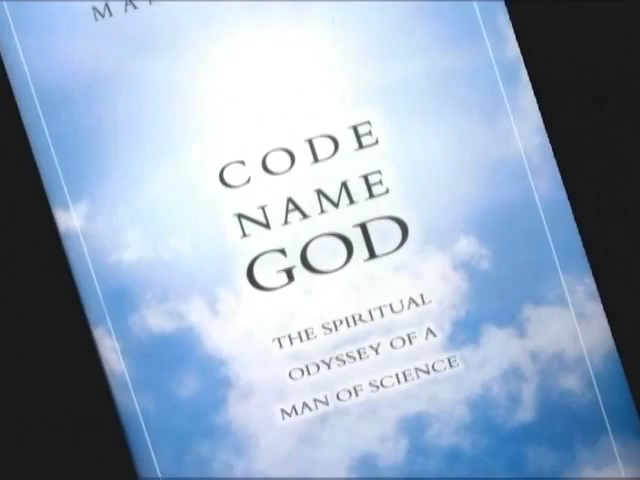 CODE
NAME
GOD
THE SPIRITUAL
ODYSSEY OF A
MAN OF SCIENCE